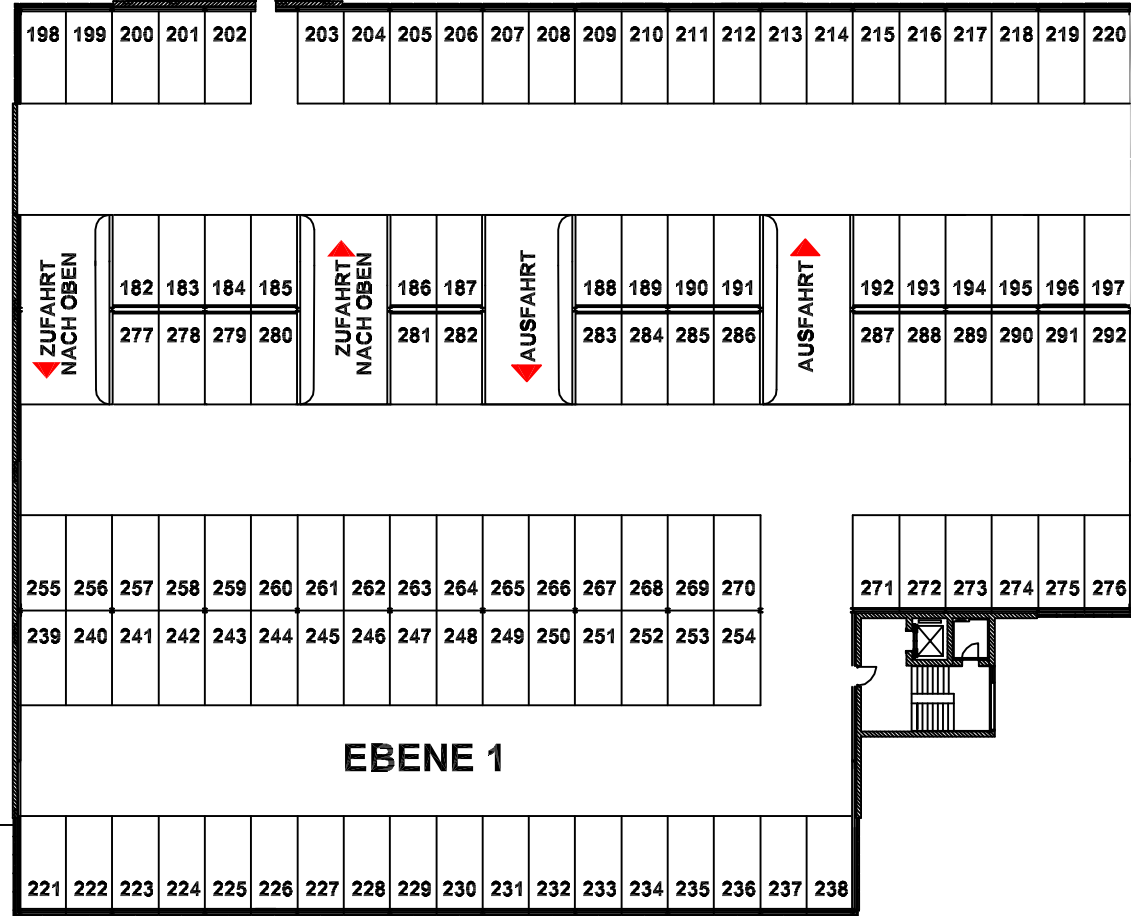 198 199 200 201 202 203 204 205 206 207 208 209 210 211 212 213 214 215 216 217 218 219 220
ZUFAHRT
NACH OBEN
182 183 184 185
ZUFAHRT
NACH OBEN
186 187
AUSFAHRT
188 189 190 191
AUSFAHRT
192 193 194 195 196 197
277 278 279 280 281 282 283 284 285 286 287 288 289 290 291 292
255 256 257 258 259 260 261 262 263 264 265 266 267 268 269 270 271 272 273 274 275 276
239 240 241 242 243 244 245 246 247 248 249 250 251 252 253 254
EBENE 1
221 222 223 224 225 226 227 228 229 230 231 232 233 234 235 236 237 238